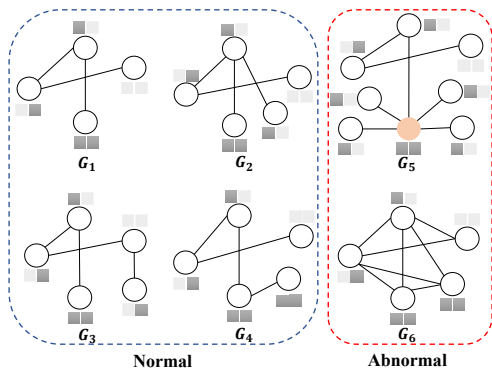 G₁
G₂
G₅
G₃
G₄
G₆
Normal
Abnormal